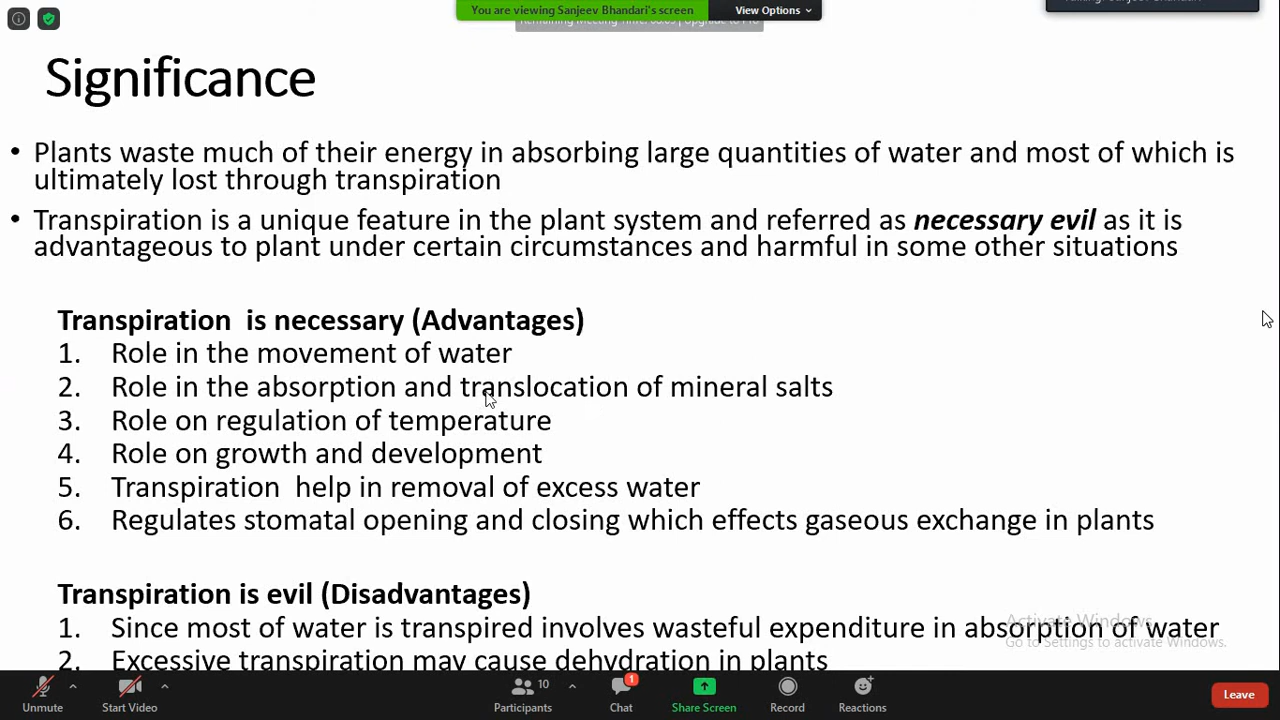 You are viewing Sanjeev Bhandari's screen
View Options
Significance
• Plants waste much of their energy in absorbing large quantities of water and most of which is
ultimately lost through transpiration
• Transpiration is a unique feature in the plant system and referred as necessary evil as it is
advantageous to plant under certain circumstances and harmful in some other situations
Transpiration is necessary (Advantages)
1. Role in the movement of water
2. Role in the absorption and translocation of mineral salts
3. Role on regulation of temperature
4. Role on growth and development
5. Transpiration help in removal of excess water
6. Regulates stomatal opening and closing which effects gaseous exchange in plants
Transpiration is evil (Disadvantages)
1. Since most of water is transpired involves wasteful expenditure in absorption of water
2. Excessive transpiration may cause dehydration in plants
Activate Windows
Go to Settings to activate Windows.
Unmute
Start Video
10
Participants
1
Chat
Share Screen
Record
Reactions
Leave